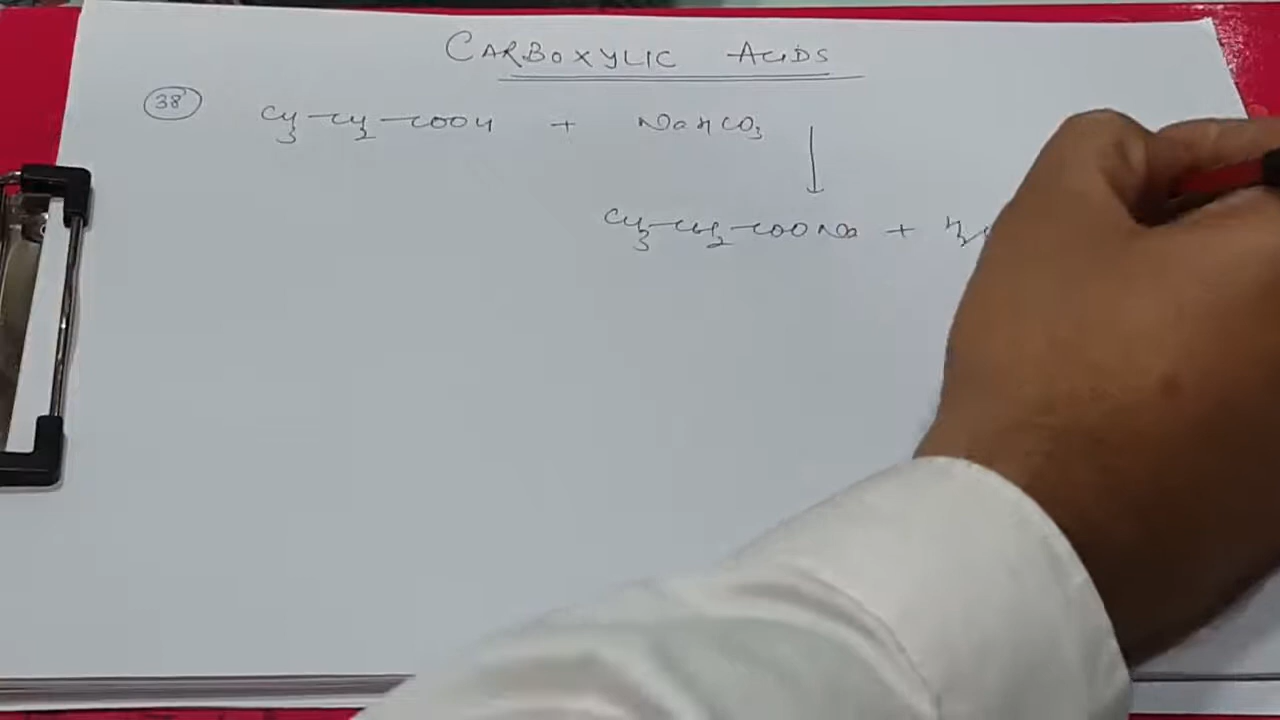 CARBOXYLIC ACIDS
38 CH3-CH2-COOH + NaHCO3
↓
CH3-CH2-COONa +